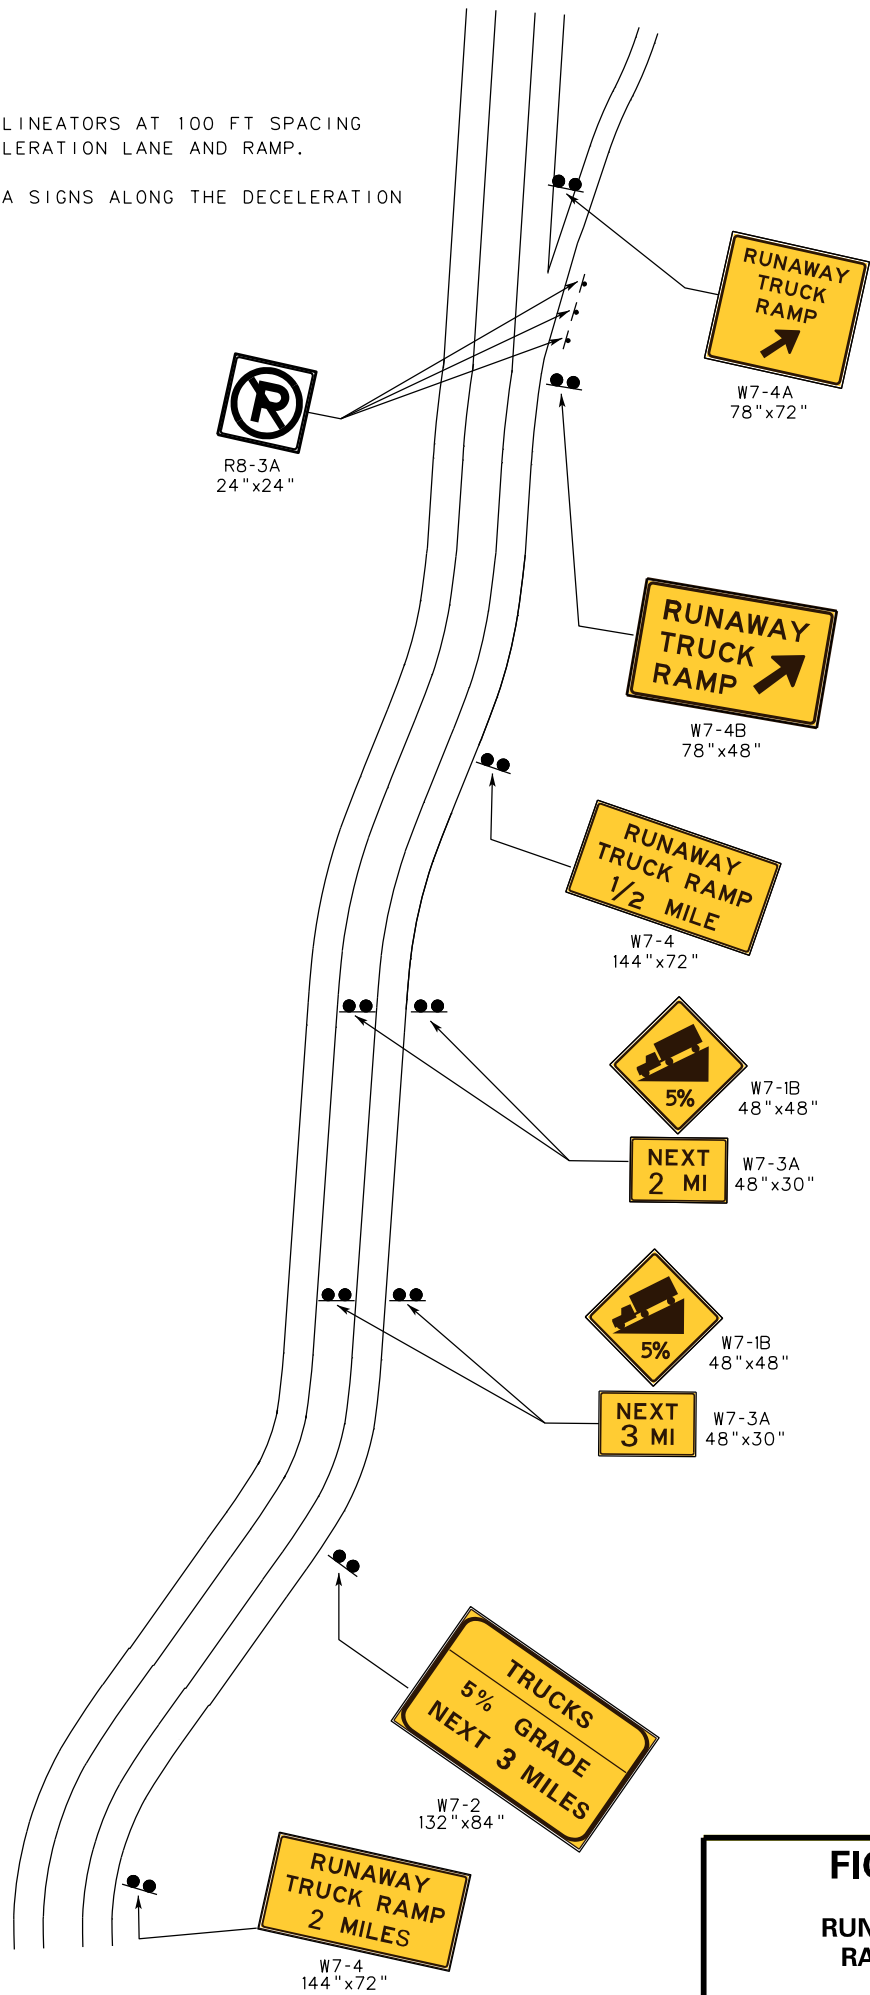 LINEATORS AT 100 FT SPACING
LERATION LANE AND RAMP.
A SIGNS ALONG THE DECELERATION
RUNAWAY
TRUCK
RAMP
W7-4A
78"x72"
R8-3A
24"x24"
RUNAWAY
TRUCK
RAMP
W7-4B
78"x48"
RUNAWAY
TRUCK RAMP
1/2 MILE
W7-4
144"x72"
5%
W7-1B
48"x48"
NEXT
2 MI
W7-3A
48"x30"
5%
W7-1B
48"x48"
NEXT
3 MI
W7-3A
48"x30"
TRUCKS
5% GRADE
NEXT 3 MILES
W7-2
132"x84"
RUNAWAY
TRUCK RAMP
2 MILES
W7-4
144"x72"
FIG
RUN
RA